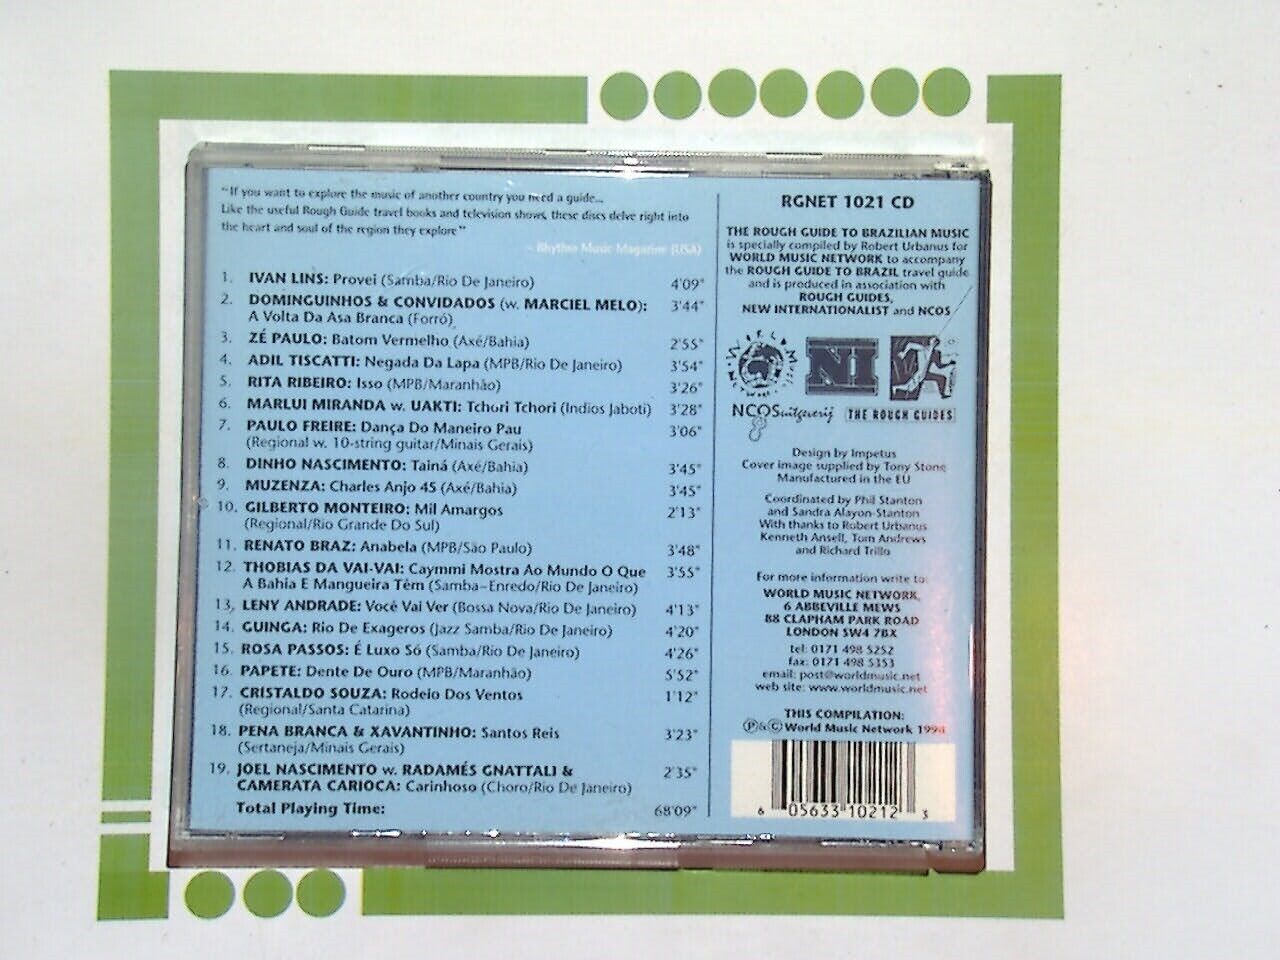 "If you want to explore the music of another country you need a guide...
Like the useful Rough Guide travel books and television shows, these discs delve right into
the heart and soul of the region they explore"
– Rhythm Music Magazine (USA)
1. IVAN LINS: Provei (Samba/Rio De Janeiro) 4'09"
2. DOMINGUINHOS & CONVIDADOS (w. MARCIEL MELO): 3'44"
A Volta Da Asa Branca (Forró)
3. ZÉ PAULO: Batom Vermelho (Axé/Bahia) 2'55"
4. ADIL TISCATTI: Negada Da Lapa (MPB/Rio De Janeiro) 3'54"
5. RITA RIBEIRO: Isso (MPB/Maranhão) 3'26"
6. MARLUI MIRANDA w. UAKTI: Tchori Tchori (Indios Jaboti) 3'28"
7. PAULO FREIRE: Dança Do Maneiro Pau 3'06"
(Regional w. 10-string guitar/Minais Gerais)
8. DINHO NASCIMENTO: Tainá (Axé/Bahia) 3'45"
9. MUZENZA: Charles Anjo 45 (Axé/Bahia) 3'45"
10. GILBERTO MONTEIRO: Mil Amargos 2'13"
(Regional/Rio Grande Do Sul)
11. RENATO BRAZ: Anabela (MPB/São Paulo) 3'48"
12. THOBIAS DA VAI-VAI: Caymmi Mostra Ao Mundo O Que 3'55"
A Bahia E Mangueira Têm (Samba–Enredo/Rio De Janeiro)
13. LENY ANDRADE: Você Vai Ver (Bossa Nova/Rio De Janeiro) 4'13"
14. GUINGA: Rio De Exageros (Jazz Samba/Rio De Janeiro) 4'20"
15. ROSA PASSOS: É Luxo Só (Samba/Rio De Janeiro) 4'26"
16. PAPETE: Dente De Ouro (MPB/Maranhão) 5'52"
17. CRISTALDO SOUZA: Rodeio Dos Ventos 1'12"
(Regional/Santa Catarina)
18. PENA BRANCA & XAVANTINHO: Santos Reis 3'23"
(Sertaneja/Minais Gerais)
19. JOEL NASCIMENTO w. RADAMÉS GNATTALI & 2'35"
CAMERATA CARIOCA: Carinhoso (Choro/Rio De Janeiro)
Total Playing Time: 68'09"
RGNET 1021 CD
THE ROUGH GUIDE TO BRAZILIAN MUSIC
is specially compiled by Robert Urbanus for
WORLD MUSIC NETWORK to accompany
the ROUGH GUIDE TO BRAZIL travel guide
and is produced in association with
ROUGH GUIDES,
NEW INTERNATIONALIST and NCOS
WORLD MUSIC NETWORK
NI
NCOS uitgeverij
THE ROUGH GUIDES
Design by Impetus
Cover image supplied by Tony Stone
Manufactured in the EU
Coordinated by Phil Stanton
and Sandra Alayon-Stanton
With thanks to Robert Urbanus
Kenneth Ansell, Tom Andrews
and Richard Trillo
For more information write to:
WORLD MUSIC NETWORK,
6 ABBEVILLE MEWS
88 CLAPHAM PARK ROAD
LONDON SW4 7BX
tel: 0171 498 5252
fax: 0171 498 5353
email: post@worldmusic.net
web site: www.worldmusic.net
THIS COMPILATION:
Ⓟ&© World Music Network 1998
6 05633 10212 3